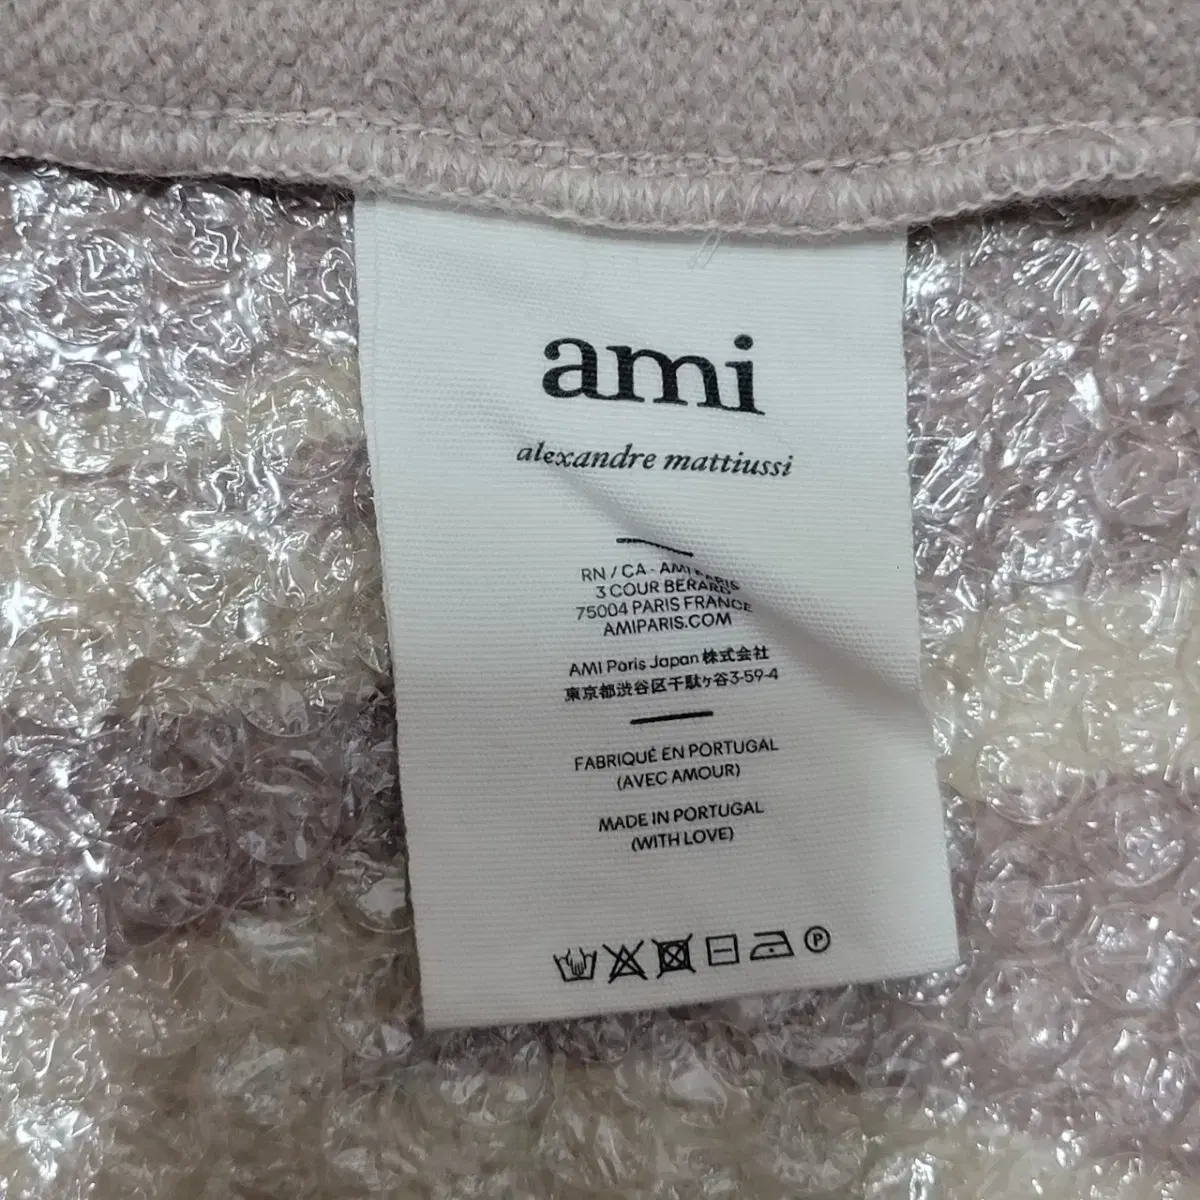 ami
alexandre mattiussi
RN / CA - AMI PARIS
3 COUR BERARD
75004 PARIS FRANCE
AMIPARIS.COM
AMI Paris Japan 株式会社
東京都渋谷区千駄ヶ谷3-59-4
FABRIQUÉ EN PORTUGAL
(AVEC AMOUR)
MADE IN PORTUGAL
(WITH LOVE)
P